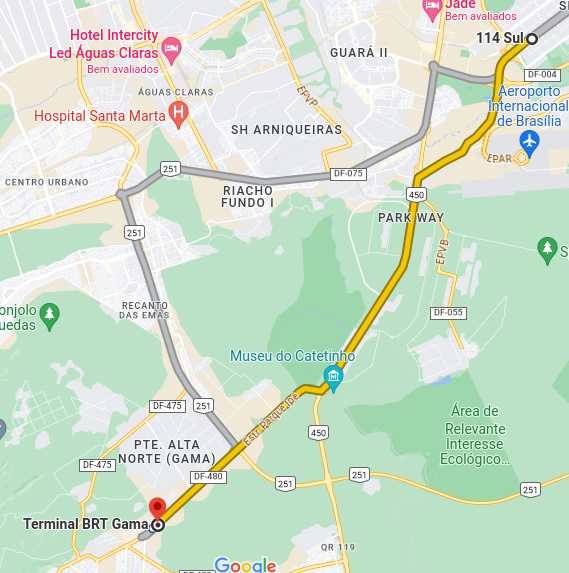 Jade
Bem avaliados
114 Sul
Hotel Intercity
Led Águas Claras
Bem avaliados
GUARÁ II
DF-004
ÁGUAS CLARAS
EPVP
Aeroporto
Internacional
de Brasília
Hospital Santa Marta
SH ARNIQUEIRAS
EPAR
251
DF-075
CENTRO URBANO
RIACHO
FUNDO I
450
PARK WAY
251
EPVB
S
onjolo
uedas
RECANTO
DAS EMAS
DF-055
Museu do Catetinho
DF-475
251
Estr. Parque Ipe
450
Área de
Relevante
Interesse
Ecológico...
PTE. ALTA
NORTE (GAMA)
DF-475
DF-480
251
251
Terminal BRT Gama
QR 119
Google